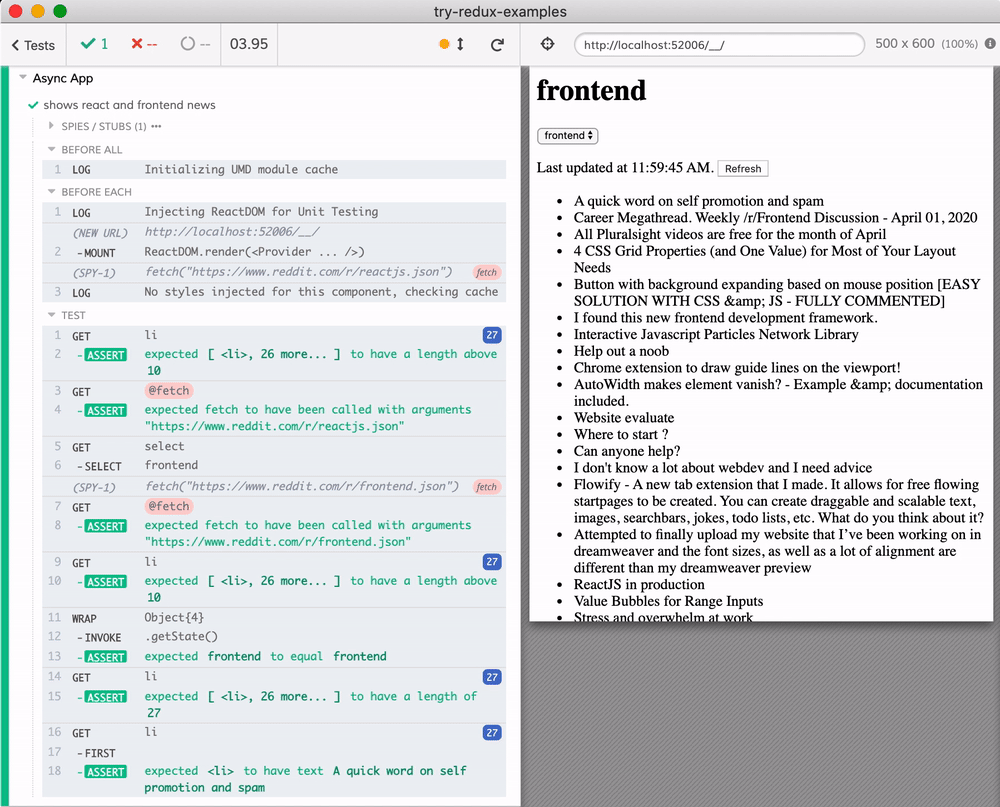 try-redux-examples
Tests
1
--
--
03.95
http://localhost:52006/__/
500 x 600 (100%)
Async App
shows react and frontend news
SPIES / STUBS (1)
BEFORE ALL
1 LOG Initializing UMD module cache
BEFORE EACH
1 LOG Injecting ReactDOM for Unit Testing
(NEW URL) http://localhost:52006/__/
2 -MOUNT ReactDOM.render(<Provider ... />)
(SPY-1) fetch("https://www.reddit.com/r/reactjs.json") fetch
3 LOG No styles injected for this component, checking cache
TEST
1 GET li 27
2 -ASSERT expected [ <li>, 26 more... ] to have a length above
10
3 GET @fetch
4 -ASSERT expected fetch to have been called with arguments
"https://www.reddit.com/r/reactjs.json"
5 GET select
6 -SELECT frontend
(SPY-1) fetch("https://www.reddit.com/r/frontend.json") fetch
7 GET @fetch
8 -ASSERT expected fetch to have been called with arguments
"https://www.reddit.com/r/frontend.json"
9 GET li 27
10 -ASSERT expected [ <li>, 26 more... ] to have a length above
10
11 WRAP Object{4}
12 -INVOKE .getState()
13 -ASSERT expected frontend to equal frontend
14 GET li 27
15 -ASSERT expected [ <li>, 26 more... ] to have a length of
27
16 GET li 27
17 -FIRST
18 -ASSERT expected <li> to have text A quick word on self
promotion and spam
frontend
frontend
Last updated at 11:59:45 AM. Refresh
A quick word on self promotion and spam
Career Megathread. Weekly /r/Frontend Discussion - April 01, 2020
All Pluralsight videos are free for the month of April
4 CSS Grid Properties (and One Value) for Most of Your Layout
Needs
Button with background expanding based on mouse position [EASY
SOLUTION WITH CSS &amp; JS - FULLY COMMENTED]
I found this new frontend development framework.
Interactive Javascript Particles Network Library
Help out a noob
Chrome extension to draw guide lines on the viewport!
AutoWidth makes element vanish? - Example &amp; documentation
included.
Website evaluate
Where to start ?
Can anyone help?
I don't know a lot about webdev and I need advice
Flowify - A new tab extension that I made. It allows for free flowing
startpages to be created. You can create draggable and scalable text,
images, searchbars, jokes, todo lists, etc. What do you think about it?
Attempted to finally upload my website that I’ve been working on in
dreamweaver and the font sizes, as well as a lot of alignment are
different than my dreamweaver preview
ReactJS in production
Value Bubbles for Range Inputs
Stress and overwhelm at work